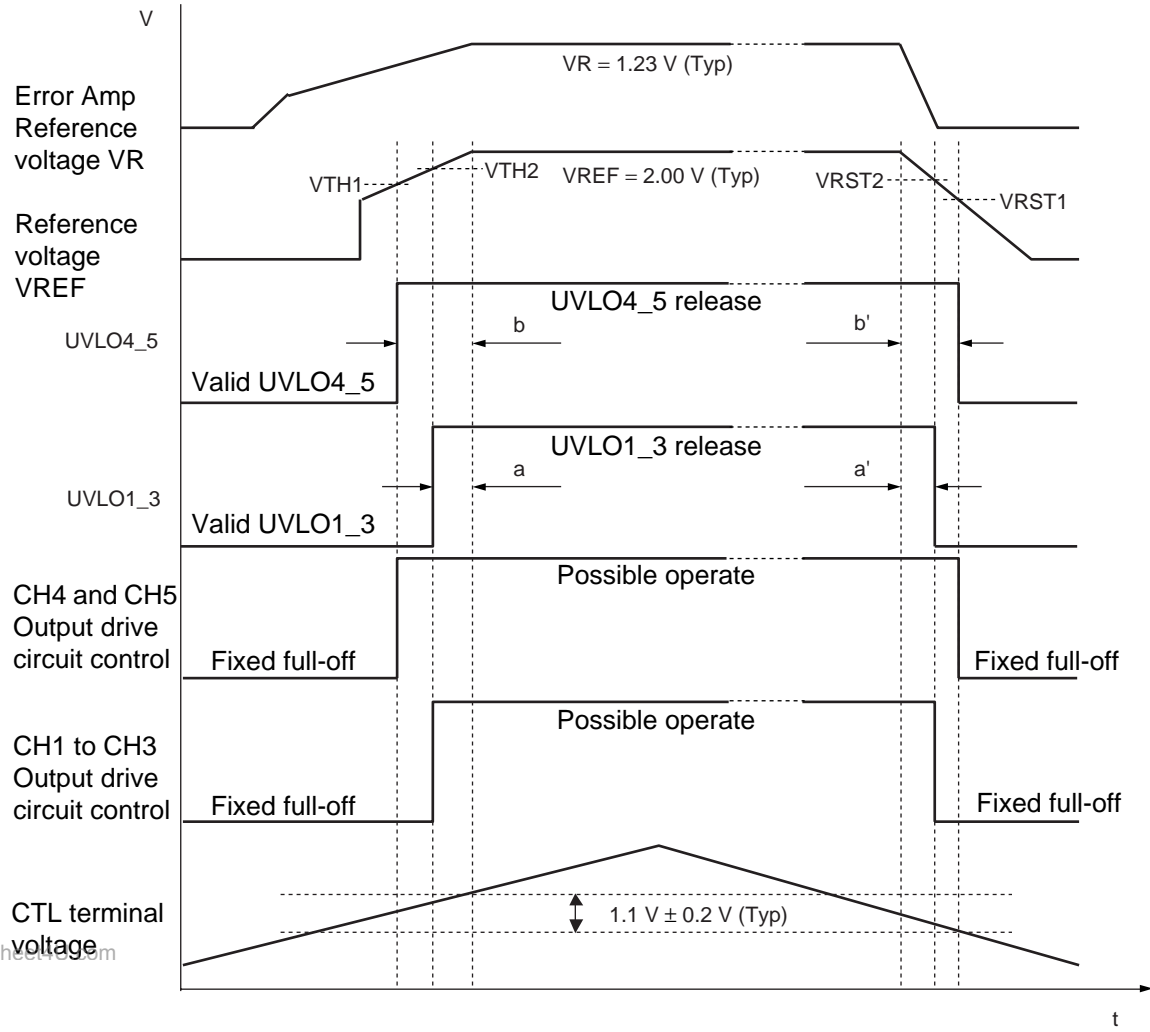 V
VR = 1.23 V (Typ)
Error Amp
Reference
voltage VR
VTH1
VTH2
VREF = 2.00 V (Typ)
VRST2
VRST1
Reference
voltage
VREF
UVLO4_5 release
b
b'
UVLO4_5
Valid UVLO4_5
UVLO1_3 release
a
a'
UVLO1_3
Valid UVLO1_3
Possible operate
CH4 and CH5
Output drive
circuit control
Fixed full-off
Fixed full-off
Possible operate
CH1 to CH3
Output drive
circuit control
Fixed full-off
Fixed full-off
CTL terminal
voltage
1.1 V ± 0.2 V (Typ)
t